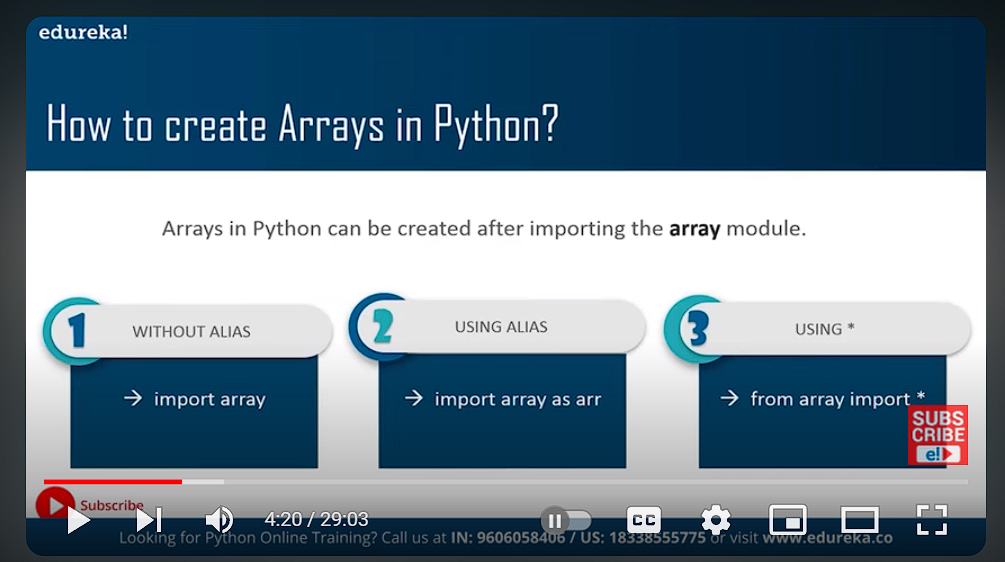 edureka!
How to create Arrays in Python?
Arrays in Python can be created after importing the array module.
1 WITHOUT ALIAS
→ import array
2 USING ALIAS
→ import array as arr
3 USING *
→ from array import *
SUBS
CRIBE
e!
Subscribe
4:20 / 29:03
CC
Looking for Python Online Training? Call us at IN: 9606058406 / US: 18338555775 or visit www.edureka.co